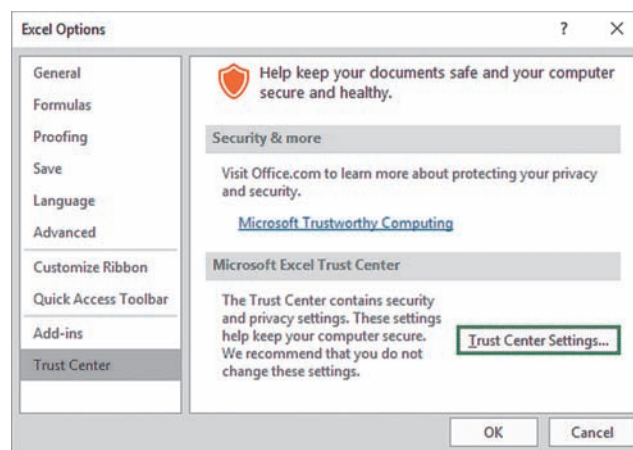 Excel Options
?
General
Formulas
Proofing
Save
Language
Advanced
Customize Ribbon
Quick Access Toolbar
Add-ins
Trust Center
Help keep your documents safe and your computer
secure and healthy.
Security & more
Visit Office.com to learn more about protecting your privacy
and security.
Microsoft Trustworthy Computing
Microsoft Excel Trust Center
The Trust Center contains security
and privacy settings. These settings
help keep your computer secure.
We recommend that you do not
change these settings.
Trust Center Settings...
OK
Cancel